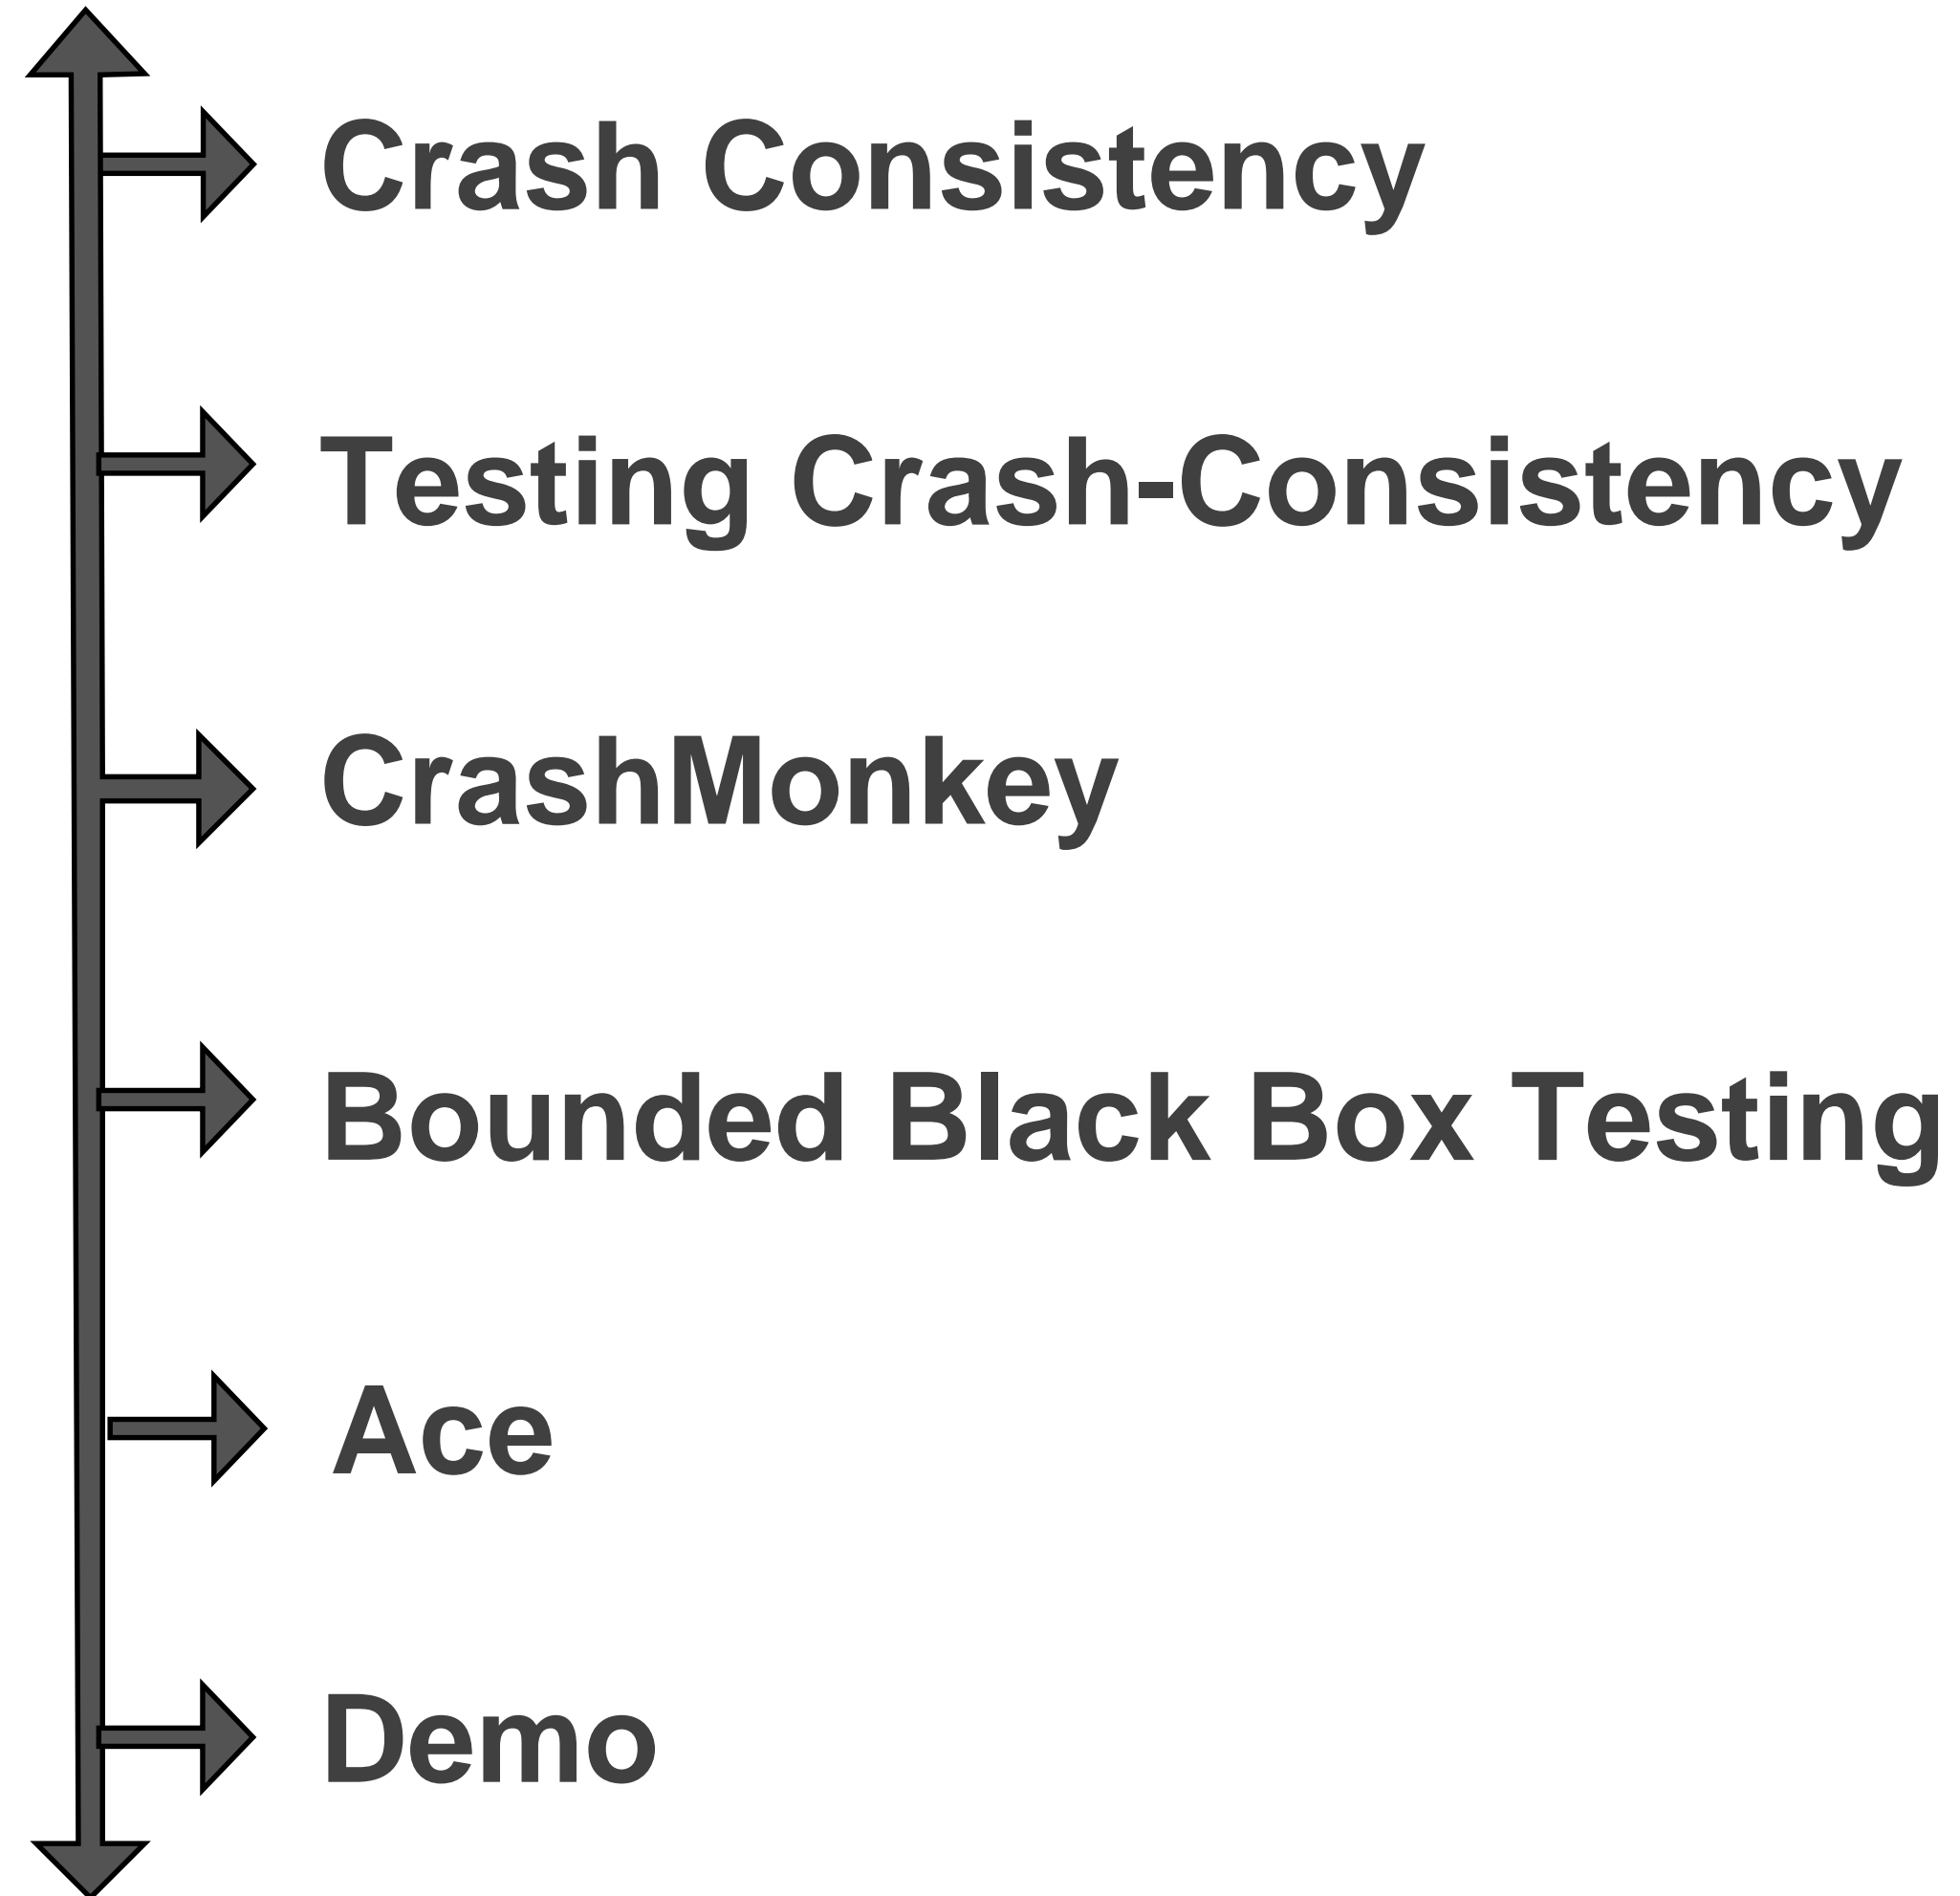 Crash Consistency
Testing Crash-Consistency
CrashMonkey
Bounded Black Box Testing
Ace
Demo